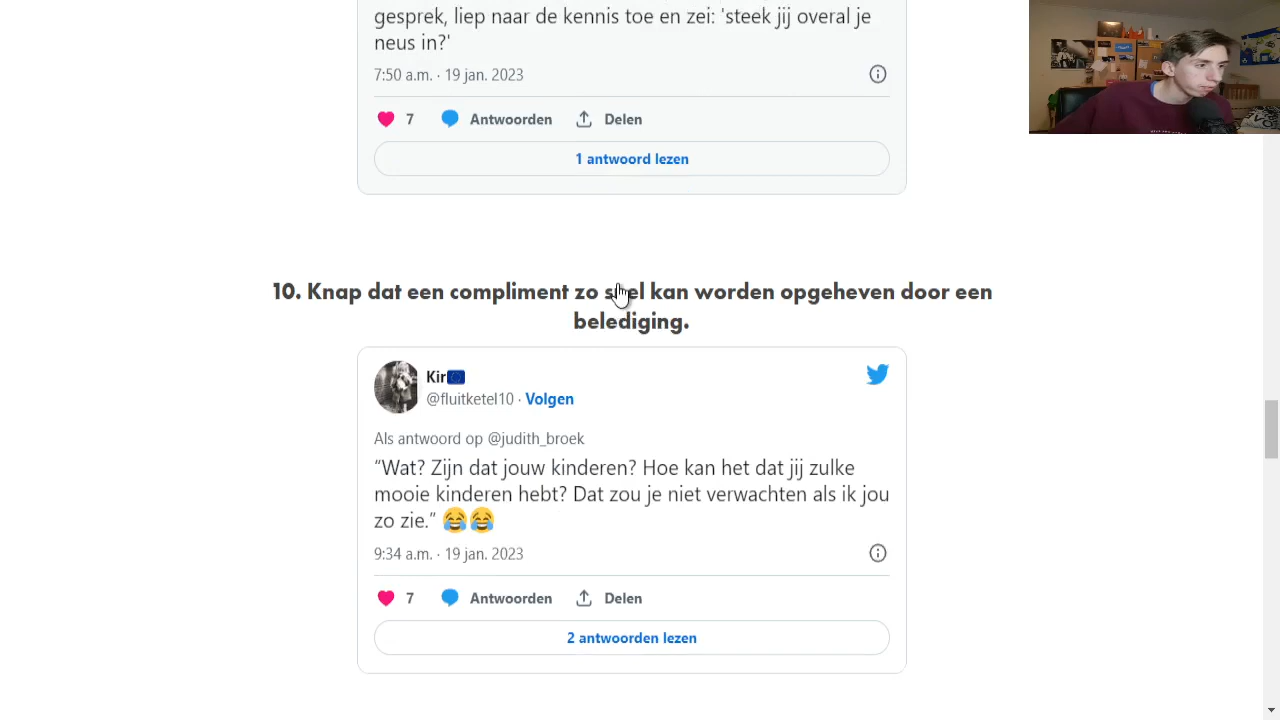 gesprek, liep naar de kennis toe en zei: 'steek jij overal je
neus in?'
7:50 a.m. · 19 jan. 2023
7 Antwoorden Delen
1 antwoord lezen
10. Knap dat een compliment zo snel kan worden opgeheven door een
belediging.
Kir
@fluitketel10 · Volgen
Als antwoord op @judith_broek
“Wat? Zijn dat jouw kinderen? Hoe kan het dat jij zulke
mooie kinderen hebt? Dat zou je niet verwachten als ik jou
zo zie.” 😂😂
9:34 a.m. · 19 jan. 2023
7 Antwoorden Delen
2 antwoorden lezen